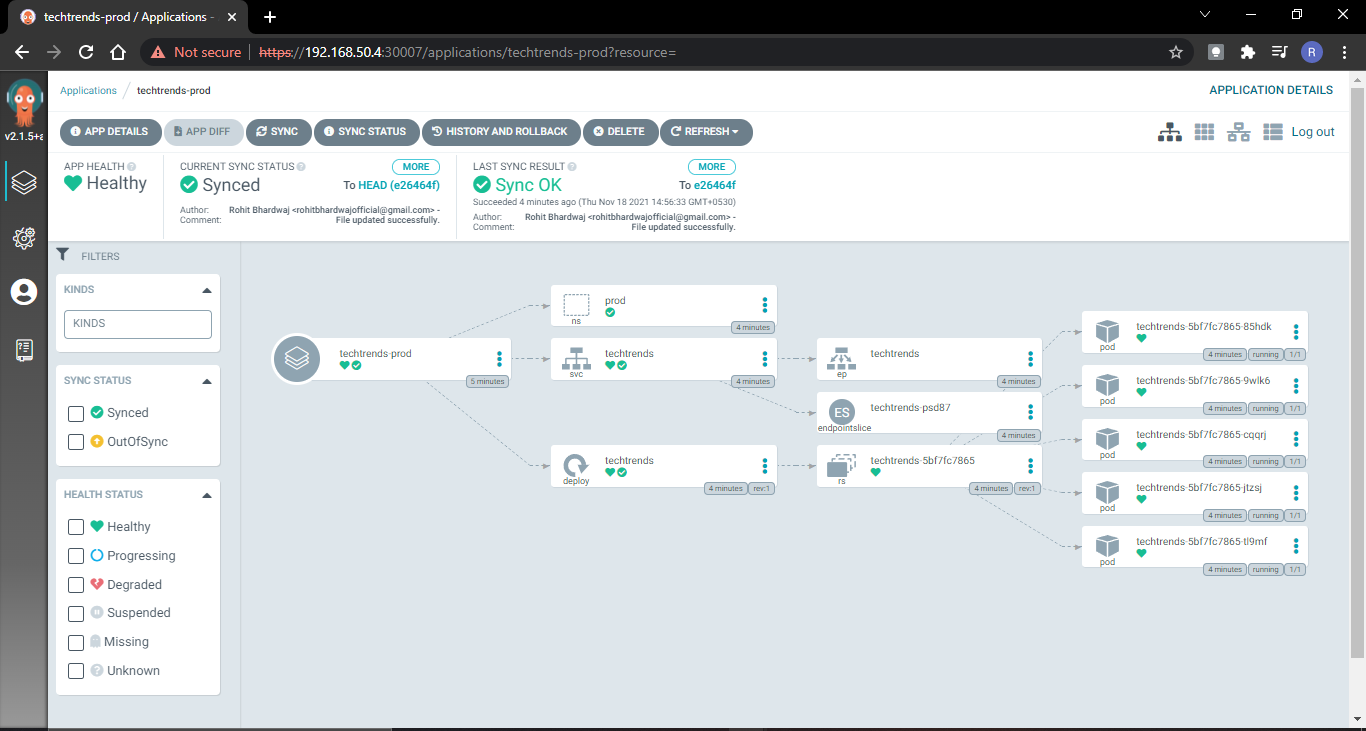 techtrends-prod / Applications -
Not secure
https://192.168.50.4:30007/applications/techtrends-prod?resource=
R
v2.1.5+a
Applications / techtrends-prod
APPLICATION DETAILS
APP DETAILS
APP DIFF
SYNC
SYNC STATUS
HISTORY AND ROLLBACK
DELETE
REFRESH
Log out
APP HEALTH
Healthy
CURRENT SYNC STATUS
MORE
Synced
To HEAD (e26464f)
Author: Rohit Bhardwaj <rohitbhardwajofficial@gmail.com> -
Comment: File updated successfully.
LAST SYNC RESULT
MORE
Sync OK
To e26464f
Succeeded 4 minutes ago (Thu Nov 18 2021 14:56:33 GMT+0530)
Author: Rohit Bhardwaj <rohitbhardwajofficial@gmail.com> -
Comment: File updated successfully.
FILTERS
KINDS
KINDS
SYNC STATUS
Synced
OutOfSync
HEALTH STATUS
Healthy
Progressing
Degraded
Suspended
Missing
Unknown
techtrends-prod
5 minutes
prod
ns
4 minutes
techtrends
svc
4 minutes
techtrends
deploy
4 minutes rev:1
techtrends
ep
4 minutes
ES
techtrends-psd87
endpointslice
4 minutes
techtrends-5bf7fc7865
rs
4 minutes rev:1
techtrends-5bf7fc7865-85hdk
pod
4 minutes running 1/1
techtrends-5bf7fc7865-9wlk6
pod
4 minutes running 1/1
techtrends-5bf7fc7865-cqqrj
pod
4 minutes running 1/1
techtrends-5bf7fc7865-jtzsj
pod
4 minutes running 1/1
techtrends-5bf7fc7865-tl9mf
pod
4 minutes running 1/1